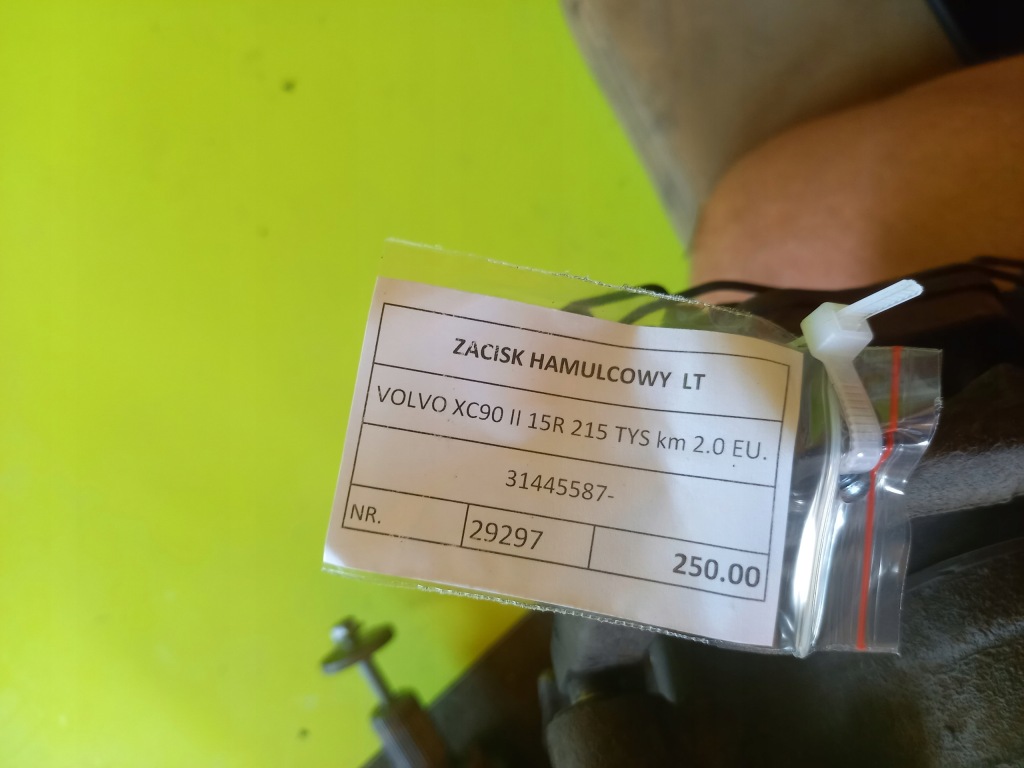 ZACISK HAMULCOWY LT
VOLVO XC90 II 15R 215 TYS km 2.0 EU.
31445587-
NR. 29297 250.00